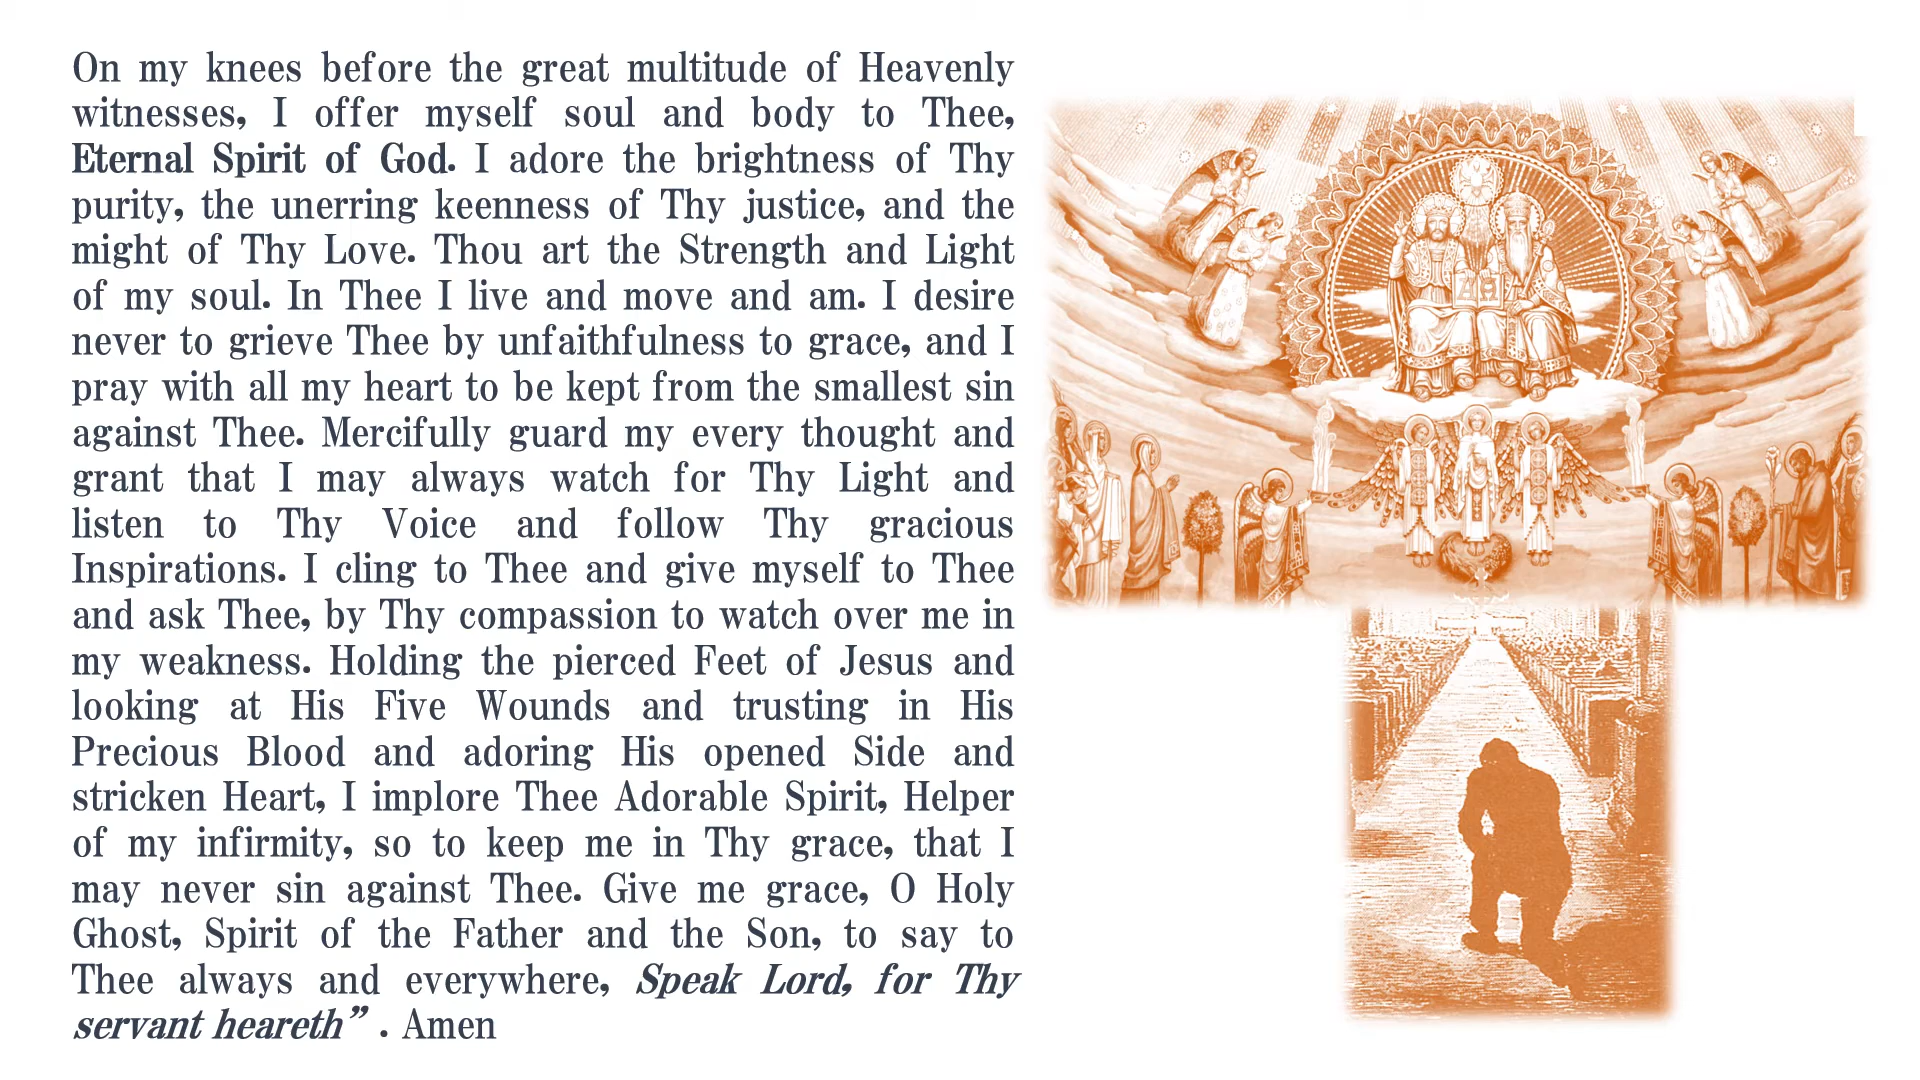 On my knees before the great multitude of Heavenly
witnesses, I offer myself soul and body to Thee,
Eternal Spirit of God. I adore the brightness of Thy
purity, the unerring keenness of Thy justice, and the
might of Thy Love. Thou art the Strength and Light
of my soul. In Thee I live and move and am. I desire
never to grieve Thee by unfaithfulness to grace, and I
pray with all my heart to be kept from the smallest sin
against Thee. Mercifully guard my every thought and
grant that I may always watch for Thy Light and
listen to Thy Voice and follow Thy gracious
Inspirations. I cling to Thee and give myself to Thee
and ask Thee, by Thy compassion to watch over me in
my weakness. Holding the pierced Feet of Jesus and
looking at His Five Wounds and trusting in His
Precious Blood and adoring His opened Side and
stricken Heart, I implore Thee Adorable Spirit, Helper
of my infirmity, so to keep me in Thy grace, that I
may never sin against Thee. Give me grace, O Holy
Ghost, Spirit of the Father and the Son, to say to
Thee always and everywhere, Speak Lord, for Thy
servant heareth” . Amen
Α Ω